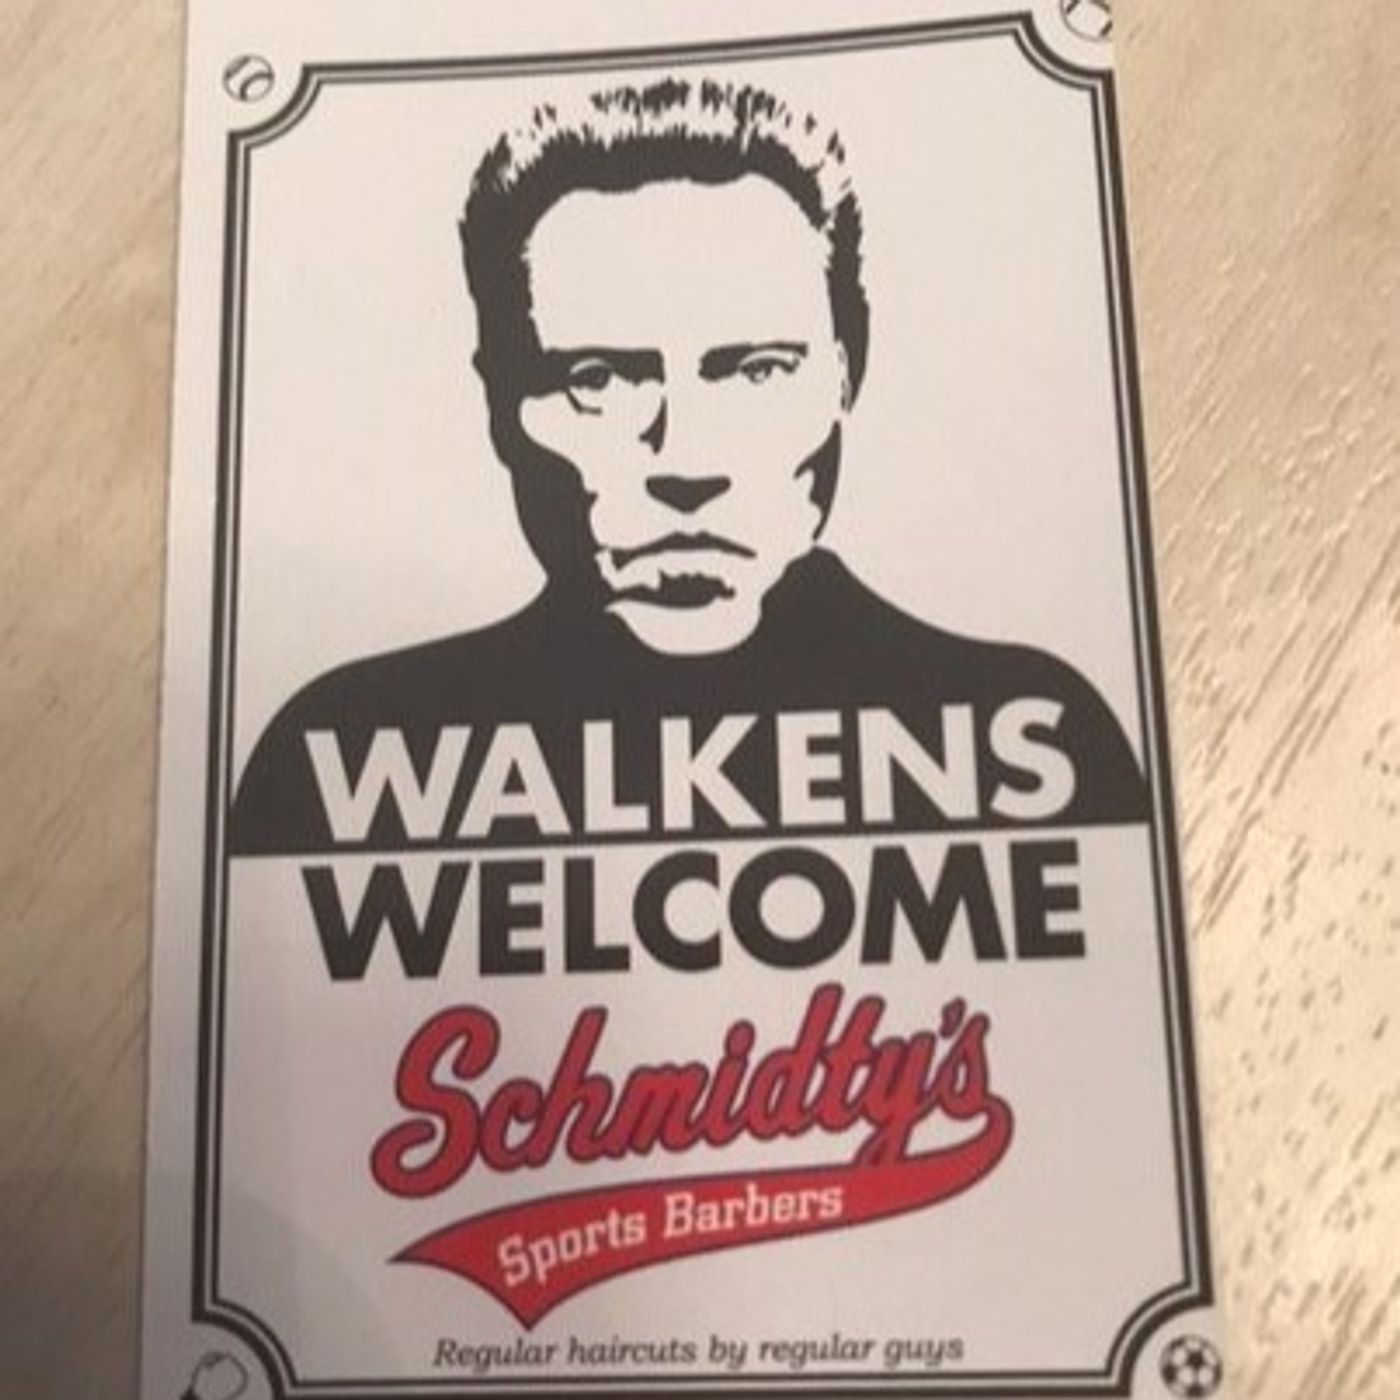 WALKENS
WELCOME
Schmidty's
Sports Barbers
Regular haircuts by regular guys